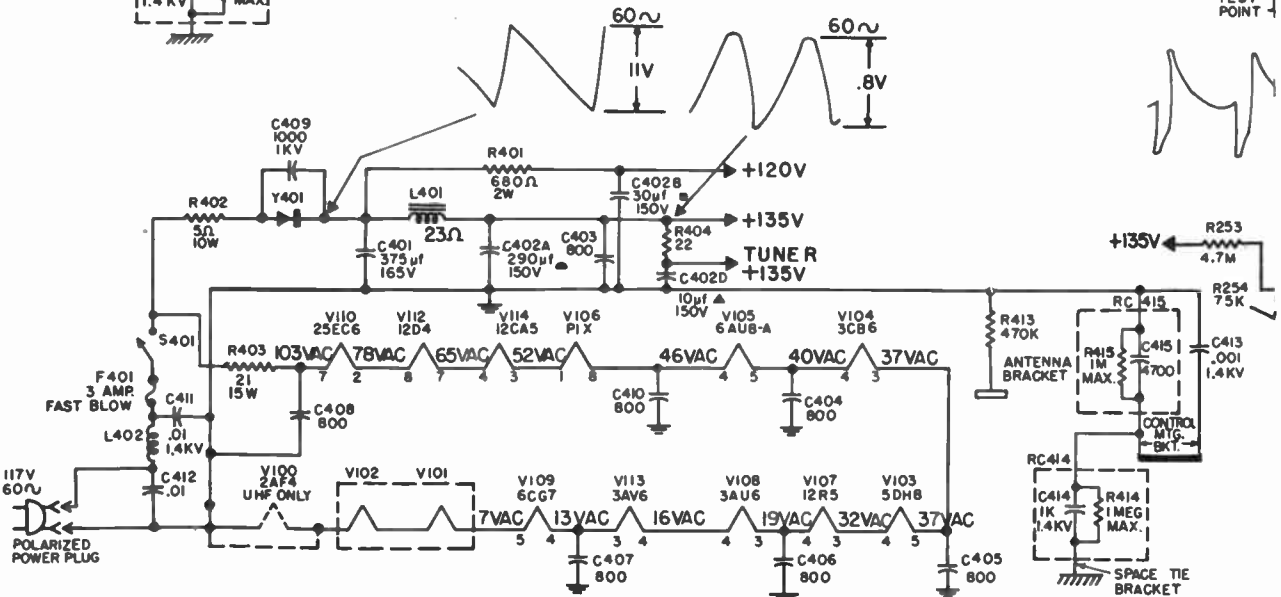 1.4 KV
MAX.
60~
11V
60~
.8V
POINT
C409
1000
1KV
Y401
R402
5Ω
10W
R401
680Ω
2W
L401
23Ω
C401
375µf
165V
C402A
290µf
150V
C403
800
C402B
30µf
150V
+120V
+135V
R404
22
TUNER
+135V
C402D
10µf
150V
+135V
R253
4.7M
R254
75K
S401
F401
3 AMP.
FAST BLOW
L402
C411
.01
1.4KV
C412
.01
117V
60~
POLARIZED
POWER PLUG
R403
21
15W
C408
800
103VAC
V110
25EC6
7 2
78VAC
V112
12D4
8 7
65VAC
V114
12CA5
4 3
52VAC
V106
PIX
1 8
46VAC
C410
800
V105
6AU8-A
4 5
40VAC
C404
800
V104
3CB6
4 3
37VAC
V100
2AF4
UHF ONLY
V102
V101
7VAC
V109
6CG7
5 4
13VAC
C407
800
V113
3AV6
3 4
16VAC
V108
3AU6
4 3
19VAC
C406
800
V107
12R5
4 3
32VAC
V103
5DH8
4 5
37VAC
C405
800
R413
470K
ANTENNA
BRACKET
RC 415
R415
1M
MAX.
C415
4700
C413
.001
1.4KV
CONTROL
MTG.
BKT.
RC414
C414
1K
1.4KV
R414
1MEG
MAX.
SPACE TIE
BRACKET